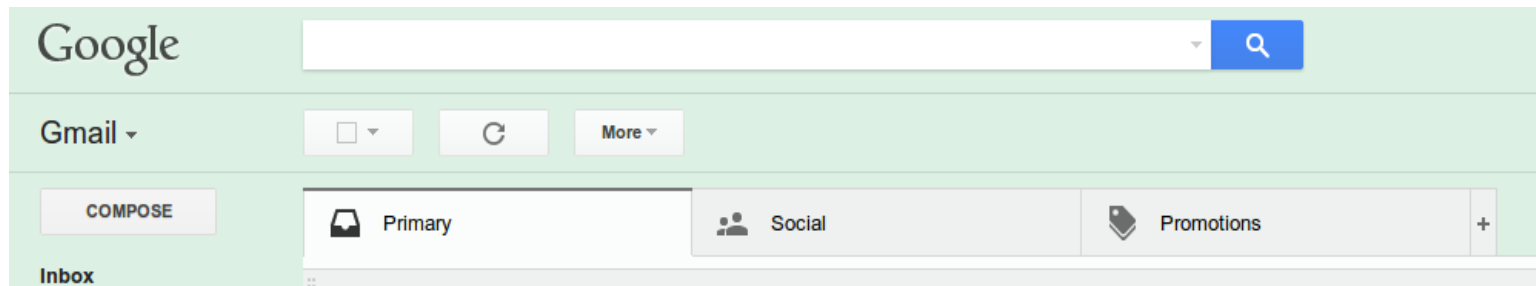 Google
Gmail
More
COMPOSE
Primary
Social
Promotions
+
Inbox